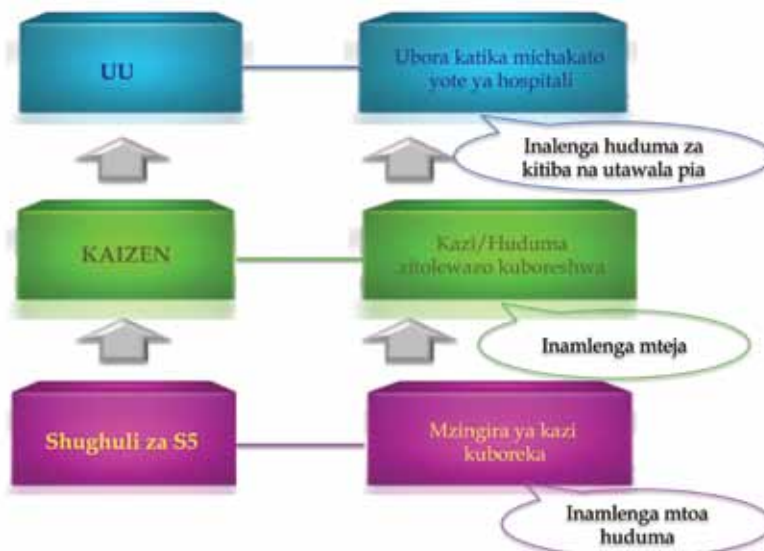 UU
Ubora katika michakato
yote ya hospitali
Inalenga huduma za
kitiba na utawala pia
KAIZEN
Kazi/Huduma
zitolewazo kuboreshwa
Inamlenga mteja
Shughuli za S5
Mzingira ya kazi
kuboreka
Inamlenga mtoa
huduma